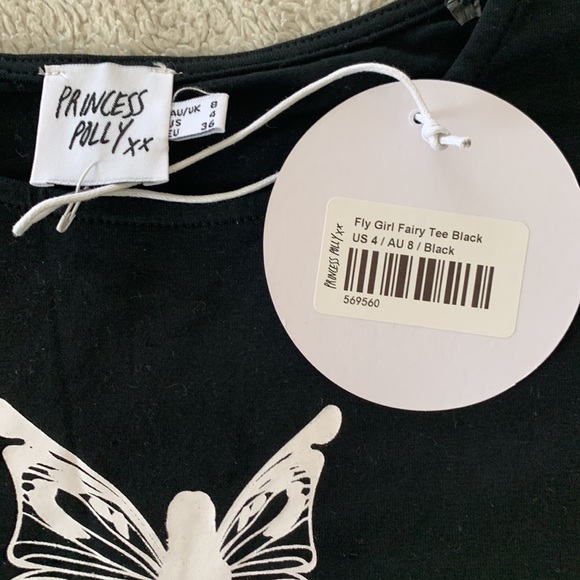 PRINCESS
POLLY xx
AU/UK 8
US 4
EU 36
Fly Girl Fairy Tee Black
US 4 / AU 8 / Black
PRINCESS POLLY xx
569560